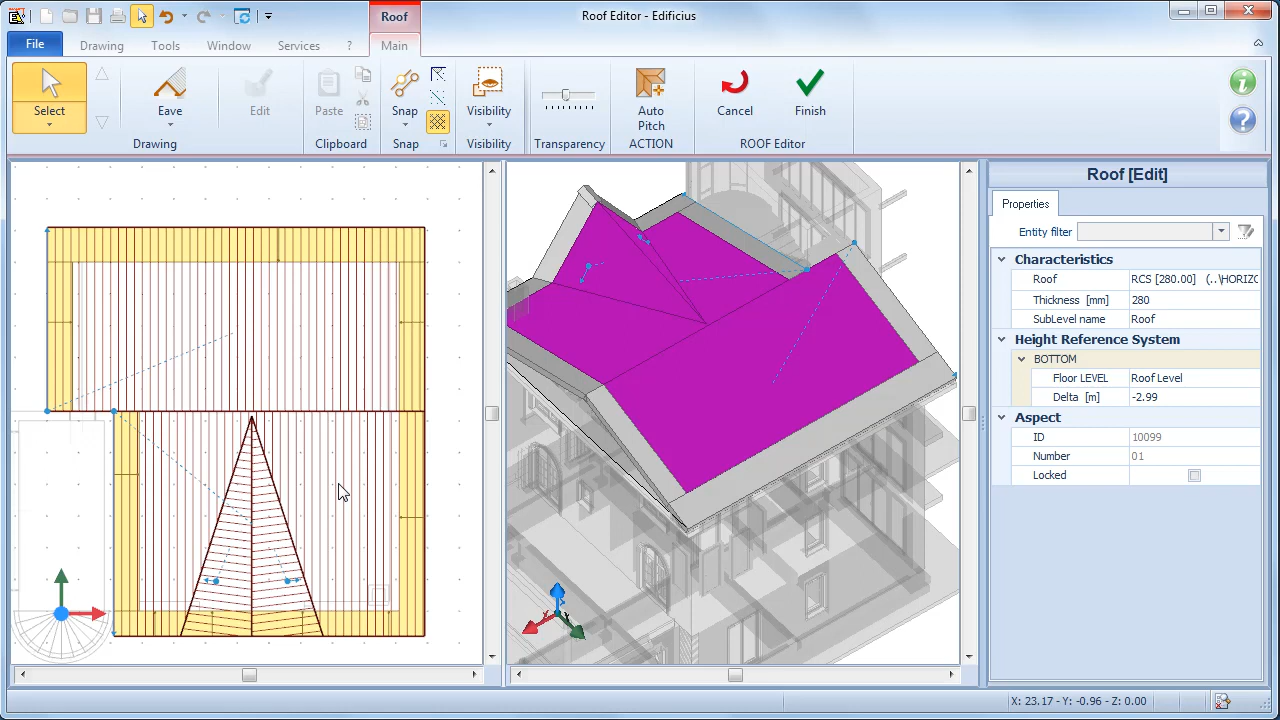 Roof
Roof Editor - Edificius
File
Drawing
Tools
Window
Services
?
Main
Select
Eave
Edit
Paste
Snap
Visibility
Auto
Pitch
Cancel
Finish
Drawing
Clipboard
Snap
Visibility
Transparency
ACTION
ROOF Editor
Roof [Edit]
Properties
Entity filter
Characteristics
Roof RCS [280.00] (..\HORIZO
Thickness [mm] 280
SubLevel name Roof
Height Reference System
BOTTOM
Floor LEVEL Roof Level
Delta [m] -2.99
Aspect
ID 10099
Number 01
Locked
X: 23.17 - Y: -0.96 - Z: 0.00